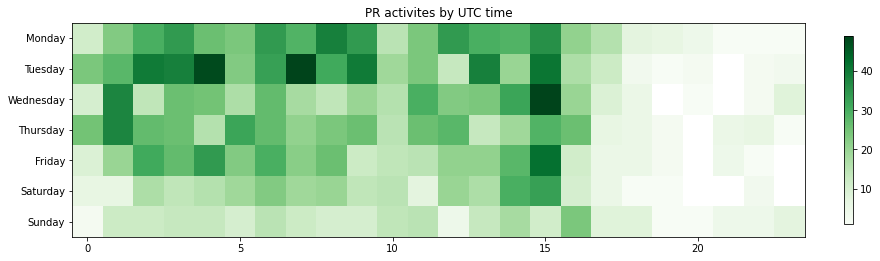 PR activites by UTC time
Monday
Tuesday
Wednesday
Thursday
Friday
Saturday
Sunday
0 5 10 15 20
40
30
20
10